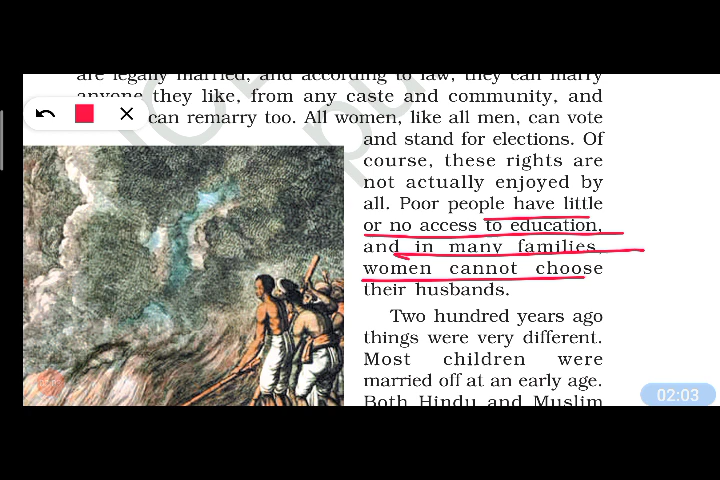 are legally married, and according to law, they can marry
anyone they like, from any caste and community, and
can remarry too. All women, like all men, can vote
and stand for elections. Of
course, these rights are
not actually enjoyed by
all. Poor people have little
or no access to education,
and in many families,
women cannot choose
their husbands.
Two hundred years ago
things were very different.
Most children were
married off at an early age.
Both Hindu and Muslim
02:03